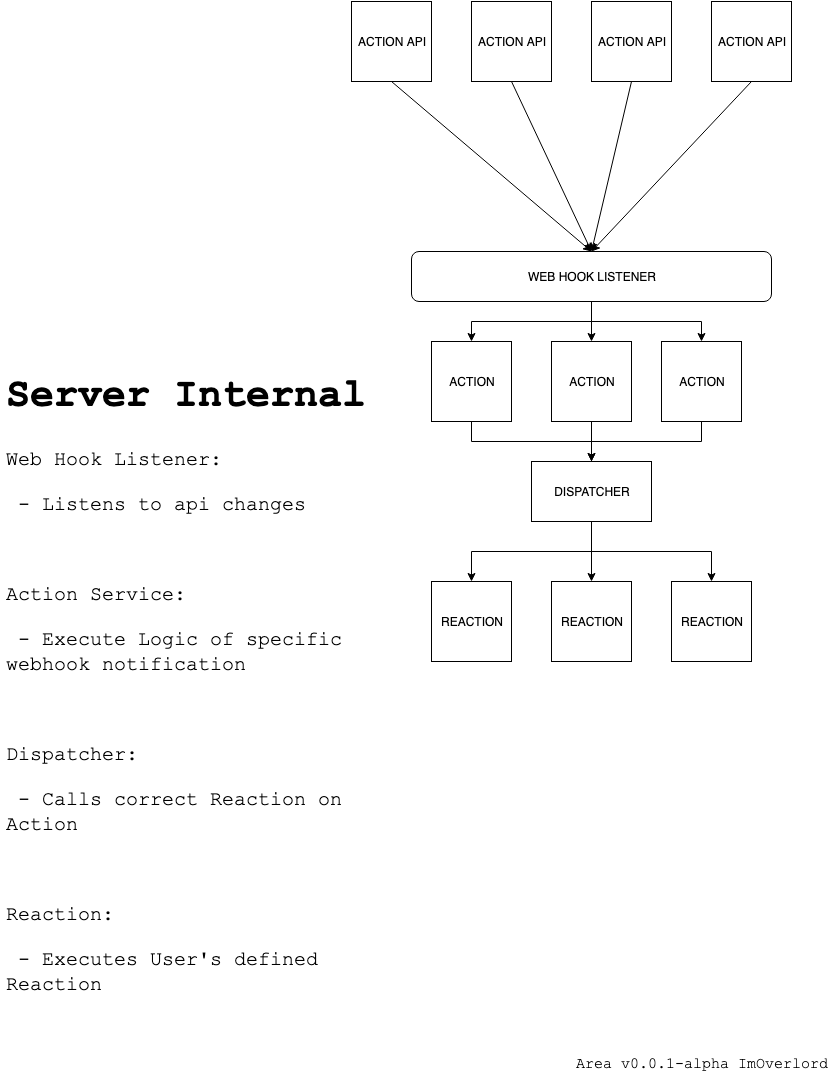 ACTION API
ACTION API
ACTION API
ACTION API
WEB HOOK LISTENER
ACTION
ACTION
ACTION
DISPATCHER
REACTION
REACTION
REACTION
Server Internal
Web Hook Listener:
- Listens to api changes
Action Service:
- Execute Logic of specific
webhook notification
Dispatcher:
- Calls correct Reaction on
Action
Reaction:
- Executes User's defined
Reaction
Area v0.0.1-alpha ImOverlord